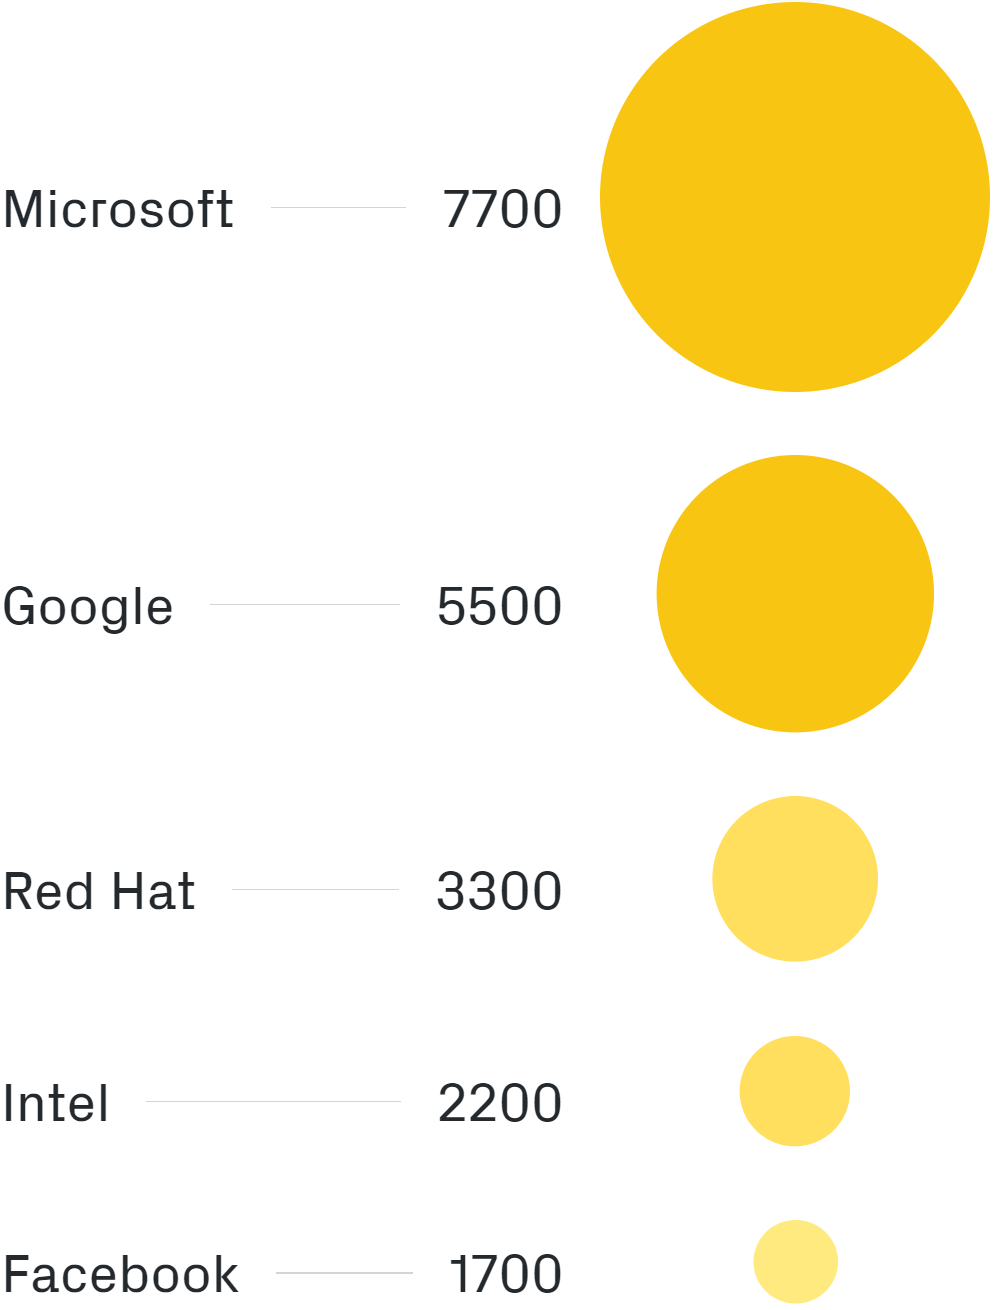 Microsoft 7700
Google 5500
Red Hat 3300
Intel 2200
Facebook 1700